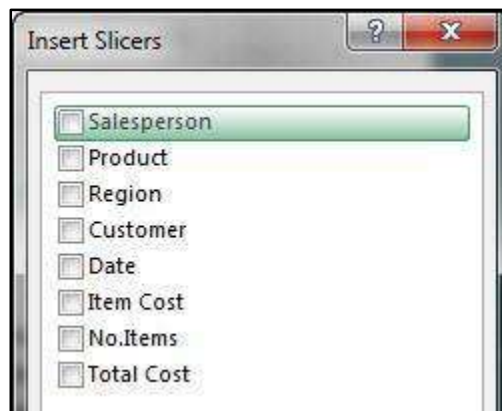 Insert Slicers
?
Salesperson
Product
Region
Customer
Date
Item Cost
No.Items
Total Cost